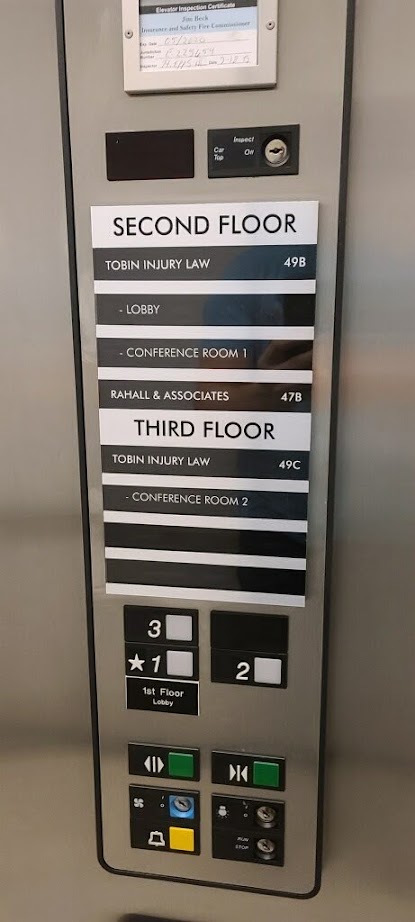 Elevator Inspection Certificate
Jim Beck
Insurance and Safety Fire Commissioner
Inspect
Car Off
Top
SECOND FLOOR
TOBIN INJURY LAW 49B
- LOBBY
- CONFERENCE ROOM 1
RAHALL & ASSOCIATES 47B
THIRD FLOOR
TOBIN INJURY LAW 49C
- CONFERENCE ROOM 2
3
★1
2
1st Floor
Lobby
RUN
STOP